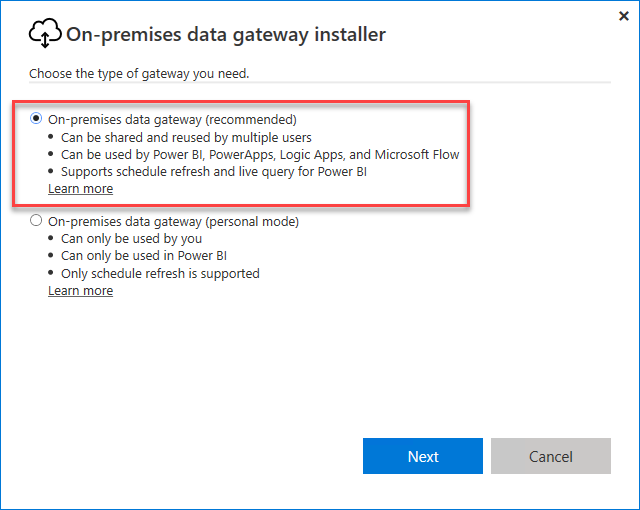 On-premises data gateway installer
Choose the type of gateway you need.
On-premises data gateway (recommended)
• Can be shared and reused by multiple users
• Can be used by Power BI, PowerApps, Logic Apps, and Microsoft Flow
• Supports schedule refresh and live query for Power BI
Learn more
On-premises data gateway (personal mode)
• Can only be used by you
• Can only be used in Power BI
• Only schedule refresh is supported
Learn more
Next Cancel